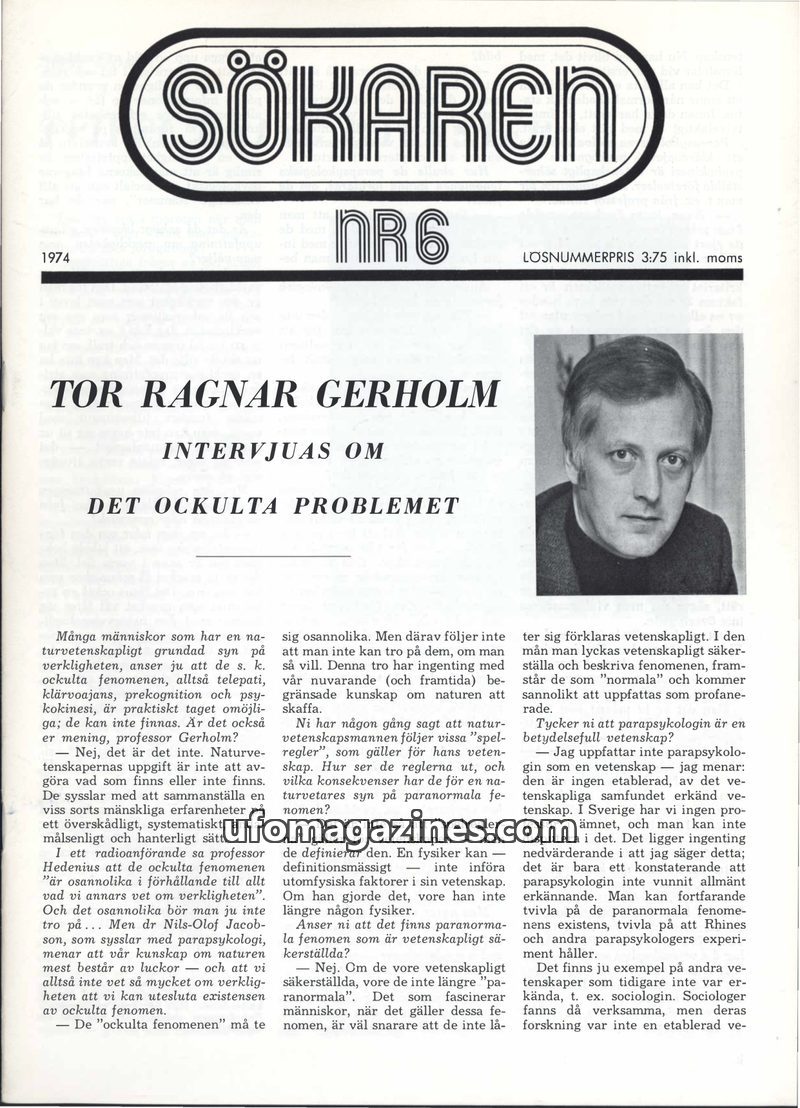 SÖKAREN
NR6
1974
LÖSNUMMERPRIS 3:75 inkl. moms
TOR RAGNAR GERHOLM
INTERVJUAS OM
DET OCKULTA PROBLEMET
Många människor som har en na-
turvetenskapligt grundad syn på
verkligheten, anser ju att de s. k.
ockulta fenomenen, alltså telepati,
klärvoajans, prekognition och psy-
kokinesi, är praktiskt taget omöjli-
ga; de kan inte finnas. Är det också
er mening, professor Gerholm?
— Nej, det är det inte. Naturve-
tenskapernas uppgift är inte att av-
göra vad som finns eller inte finns.
De sysslar med att sammanställa en
viss sorts mänskliga erfarenheter på
ett överskådligt, systematiskt
målsenligt och hanterligt sätt
I ett radioanförande sa professor
Hedenius att de ockulta fenomenen
"är osannolika i förhållande till allt
vad vi annars vet om verkligheten".
Och det osannolika bör man ju inte
tro på . . . Men dr Nils-Olof Jacob-
son, som sysslar med parapsykologi,
menar att vår kunskap om naturen
mest består av luckor — och att vi
alltså inte vet så mycket om verklig-
heten att vi kan utesluta existensen
av ockulta fenomen.
— De "ockulta fenomenen" må te
sig osannolika. Men därav följer inte
att man inte kan tro på dem, om man
så vill. Denna tro har ingenting med
vår nuvarande (och framtida) be-
gränsade kunskap om naturen att
skaffa.
Ni har någon gång sagt att natur-
vetenskapsmannen följer vissa "spel-
regler", som gäller för hans veten-
skap. Hur ser de reglerna ut, och
vilka konsekvenser har de för en na-
turvetares syn på paranormala fe-
nomen?
de definierar den. En fysiker kan —
definitionsmässigt — inte införa
utomfysiska faktorer i sin vetenskap.
Om han gjorde det, vore han inte
längre någon fysiker.
Anser ni att det finns paranorma-
la fenomen som är vetenskapligt sä-
kerställda?
— Nej. Om de vore vetenskapligt
säkerställda, vore de inte längre "pa-
ranormala". Det som fascinerar
människor, när det gäller dessa fe-
nomen, är väl snarare att de inte lå-
ter sig förklaras vetenskapligt. I den
mån man lyckas vetenskapligt säker-
ställa och beskriva fenomenen, fram-
står de som "normala" och kommer
sannolikt att uppfattas som profane-
rade.
Tycker ni att parapsykologin är en
betydelsefull vetenskap?
— Jag uppfattar inte parapsykolo-
gin som en vetenskap — jag menar:
den är ingen etablerad, av det ve-
tenskapliga samfundet erkänd ve-
tenskap. I Sverige har vi ingen pro-
ämnet, och man kan inte
i det. Det ligger ingenting
nedvärderande i att jag säger detta;
det är bara ett konstaterande att
parapsykologin inte vunnit allmänt
erkännande. Man kan fortfarande
tvivla på de paranormala fenome-
nens existens, tvivla på att Rhines
och andra parapsykologers experi-
ment håller.
Det finns ju exempel på andra ve-
tenskaper som tidigare inte var er-
kända, t. ex. sociologin. Sociologer
fanns då verksamma, men deras
forskning var inte en etablerad ve-
ufomagazines.com